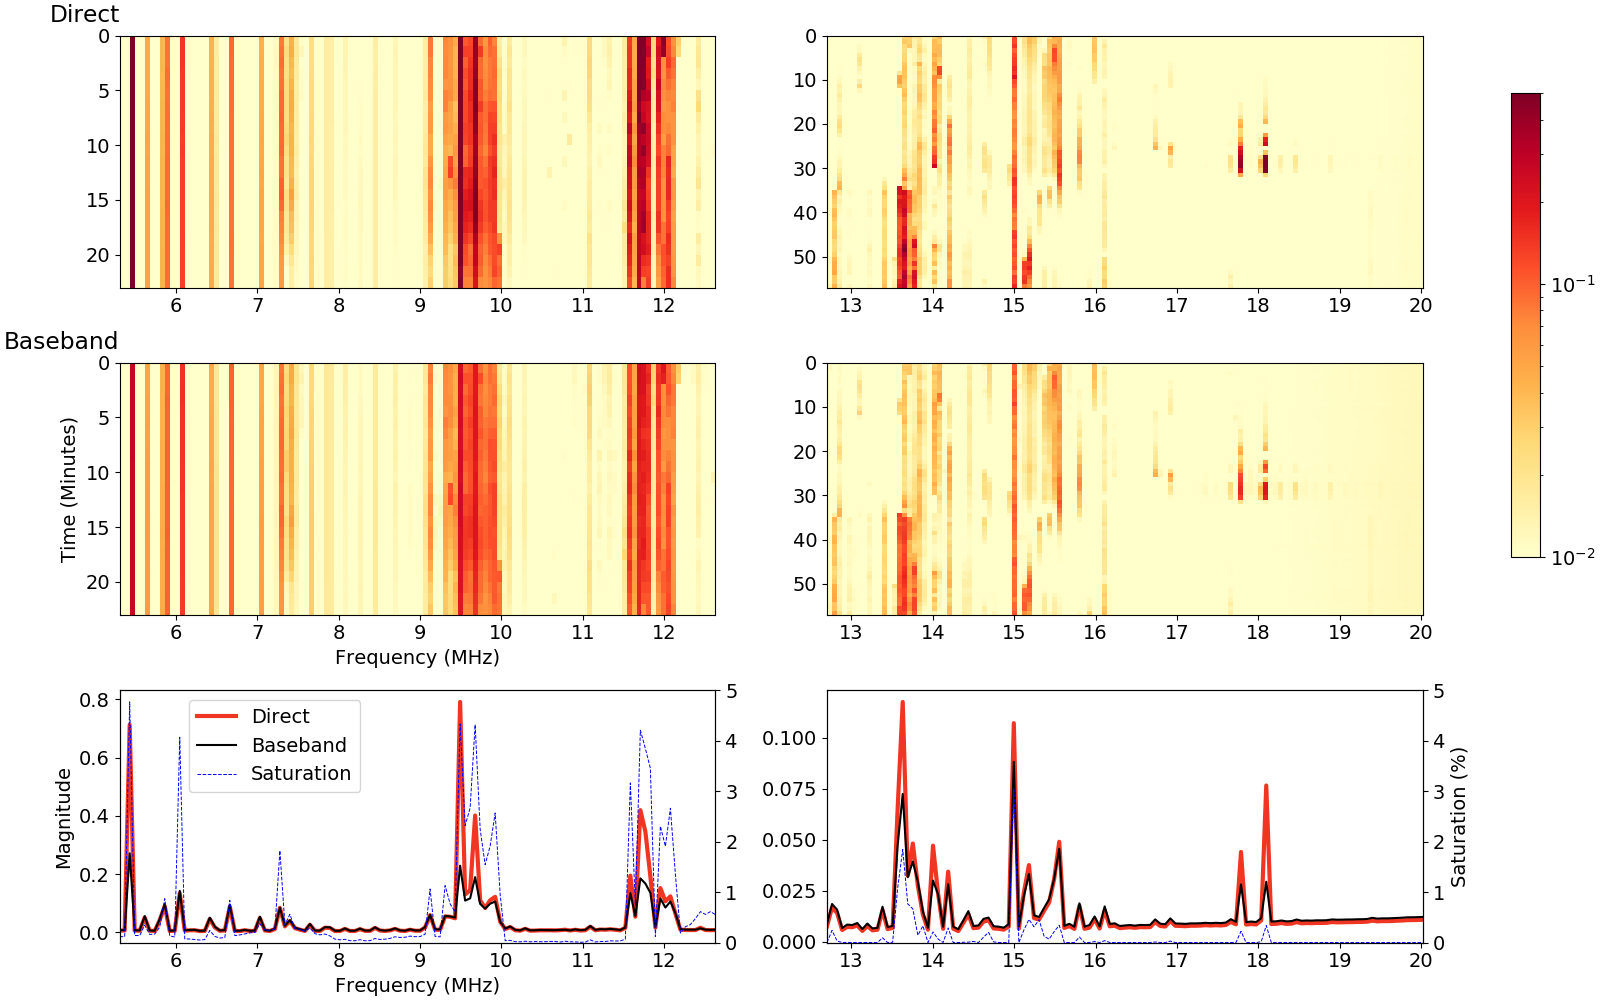 Direct
0
5
10
15
20
6 7 8 9 10 11 12
0
10
20
30
40
50
13 14 15 16 17 18 19 20
10⁻¹
10⁻²
Baseband
Time (Minutes)
0
5
10
15
20
6 7 8 9 10 11 12
Frequency (MHz)
0
10
20
30
40
50
13 14 15 16 17 18 19 20
Magnitude
0.8
0.6
0.4
0.2
0.0
Direct
Baseband
Saturation
5
4
3
2
1
0
6 7 8 9 10 11 12
Frequency (MHz)
0.100
0.075
0.050
0.025
0.000
5
4
3
2
1
0
Saturation (%)
13 14 15 16 17 18 19 20